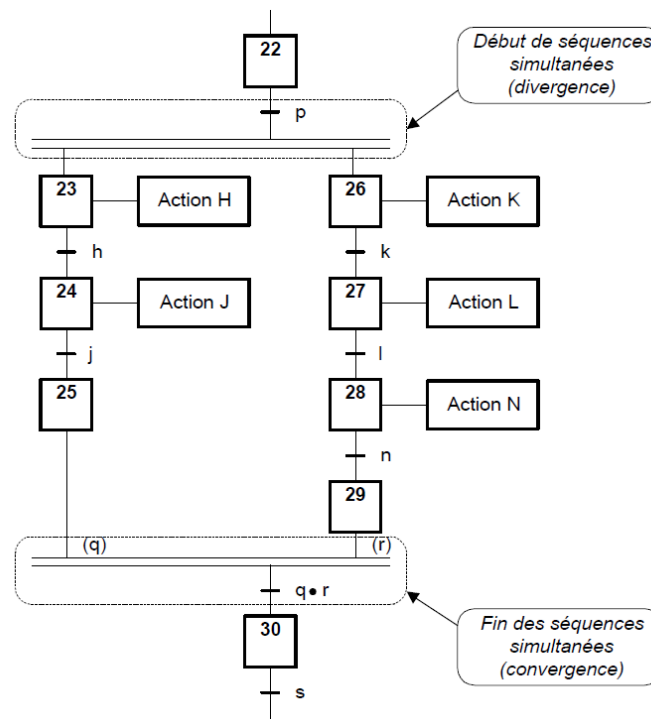 22
Début de séquences
simultanées
(divergence)
p
23
Action H
26
Action K
h
k
24
Action J
27
Action L
j
l
25
28
Action N
n
29
(q)
(r)
q • r
30
Fin des séquences
simultanées
(convergence)
s